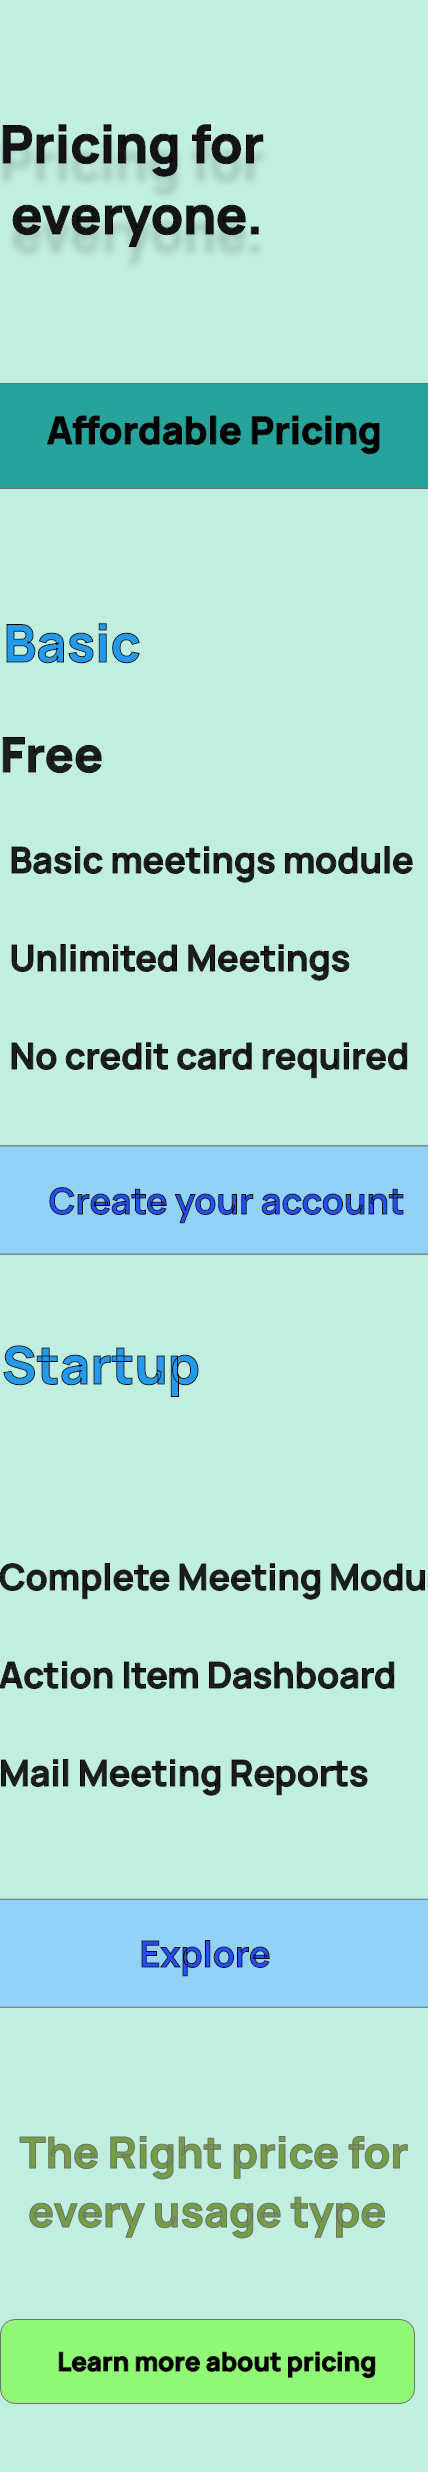 Pricing for
everyone.
Affordable Pricing
Basic
Free
Basic meetings module
Unlimited Meetings
No credit card required
Create your account
Startup
Complete Meeting Modu
Action Item Dashboard
Mail Meeting Reports
Explore
The Right price for
every usage type
Learn more about pricing